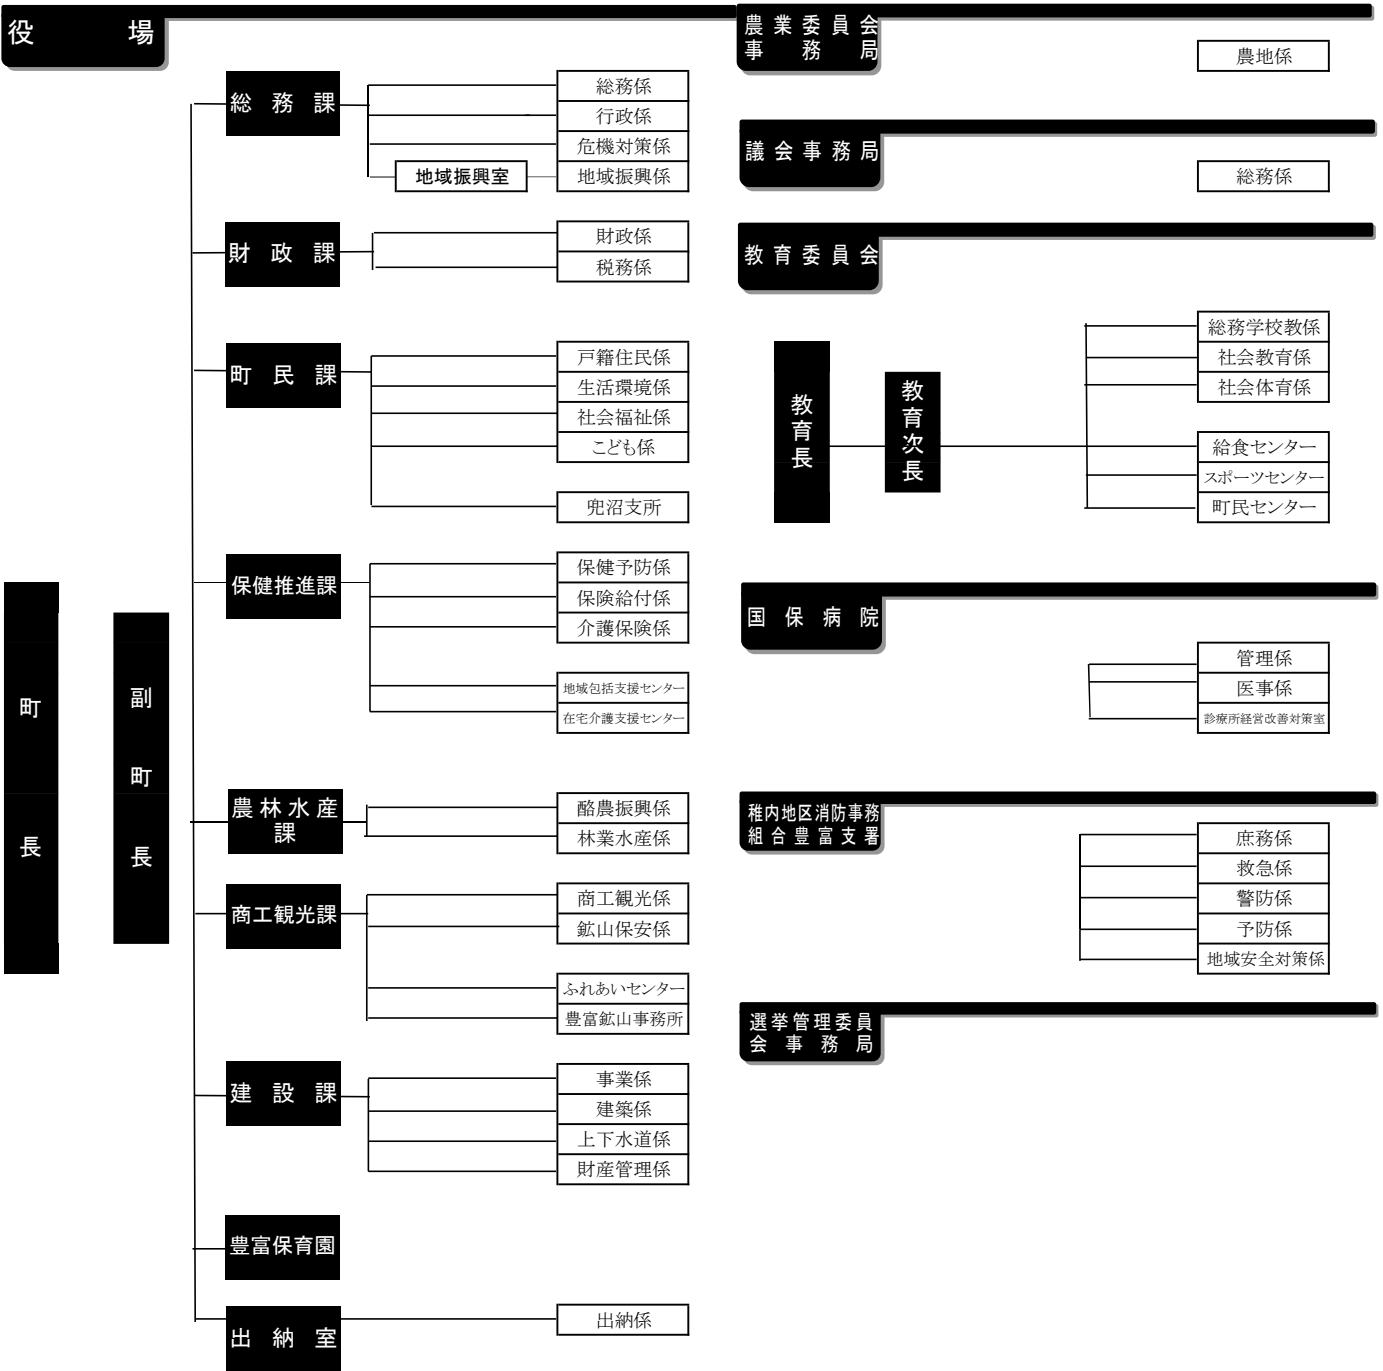 役場
町長
副町長
総務課
総務係
行政係
危機対策係
地域振興室
地域振興係
財政課
財政係
税務係
町民課
戸籍住民係
生活環境係
社会福祉係
こども係
兜沼支所
保健推進課
保健予防係
保険給付係
介護保険係
地域包括支援センター
在宅介護支援センター
農林水産
課
酪農振興係
林業水産係
商工観光課
商工観光係
鉱山保安係
ふれあいセンター
豊富鉱山事務所
建設課
事業係
建築係
上下水道係
財産管理係
豊富保育園
出納室
出納係
農業委員会
事務局
農地係
議会事務局
総務係
教育委員会
教育長
教育次長
総務学校教係
社会教育係
社会体育係
給食センター
スポーツセンター
町民センター
国保病院
管理係
医事係
診療所経営改善対策室
稚内地区消防事務
組合豊富支署
庶務係
救急係
警防係
予防係
地域安全対策係
選挙管理委員
会事務局